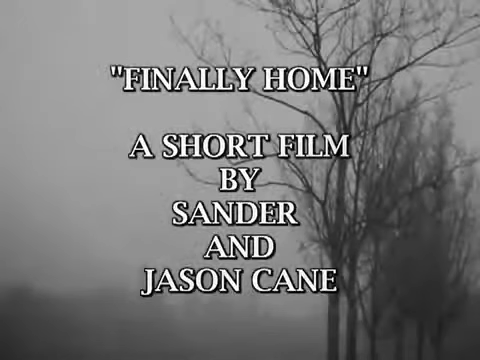 "FINALLY HOME"
A SHORT FILM
BY
SANDER
AND
JASON CANE